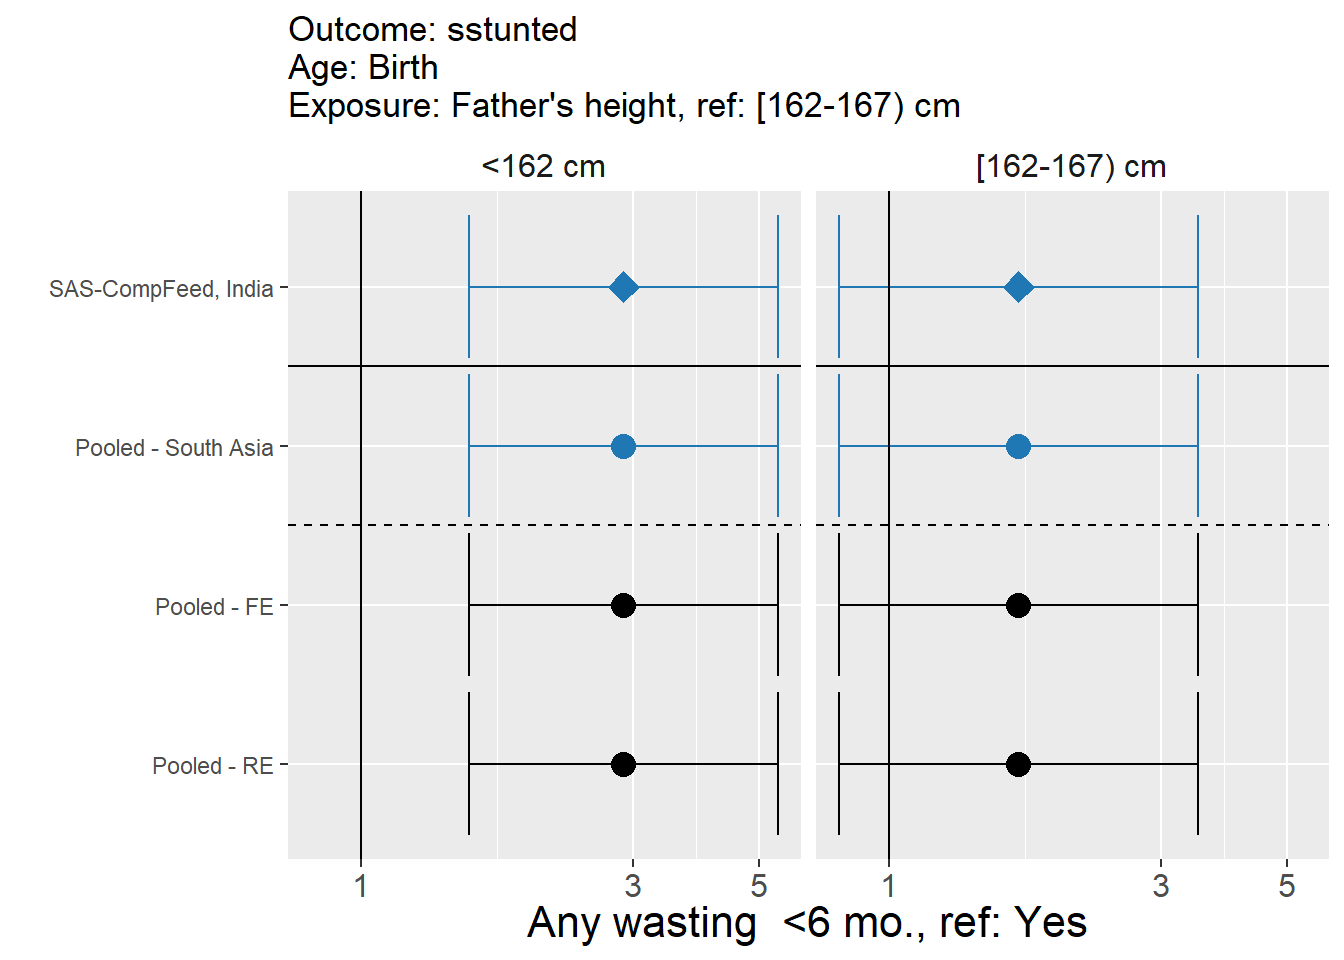 Outcome: sstunted
Age: Birth
Exposure: Father's height, ref: [162-167) cm
<162 cm
[162-167) cm
SAS-CompFeed, India
Pooled - South Asia
Pooled - FE
Pooled - RE
1 3 5 1 3 5
Any wasting  <6 mo., ref: Yes